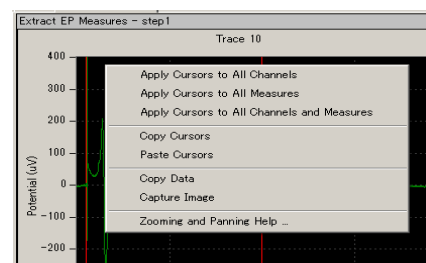 Extract EP Measures - step1
Trace 10
400
Apply Cursors to All Channels
300
Apply Cursors to All Measures
Apply Cursors to All Channels and Measures
200
Copy Cursors
100
Paste Cursors
Potential (uV)
0
Copy Data
Capture Image
-100
Zooming and Panning Help ...
-200